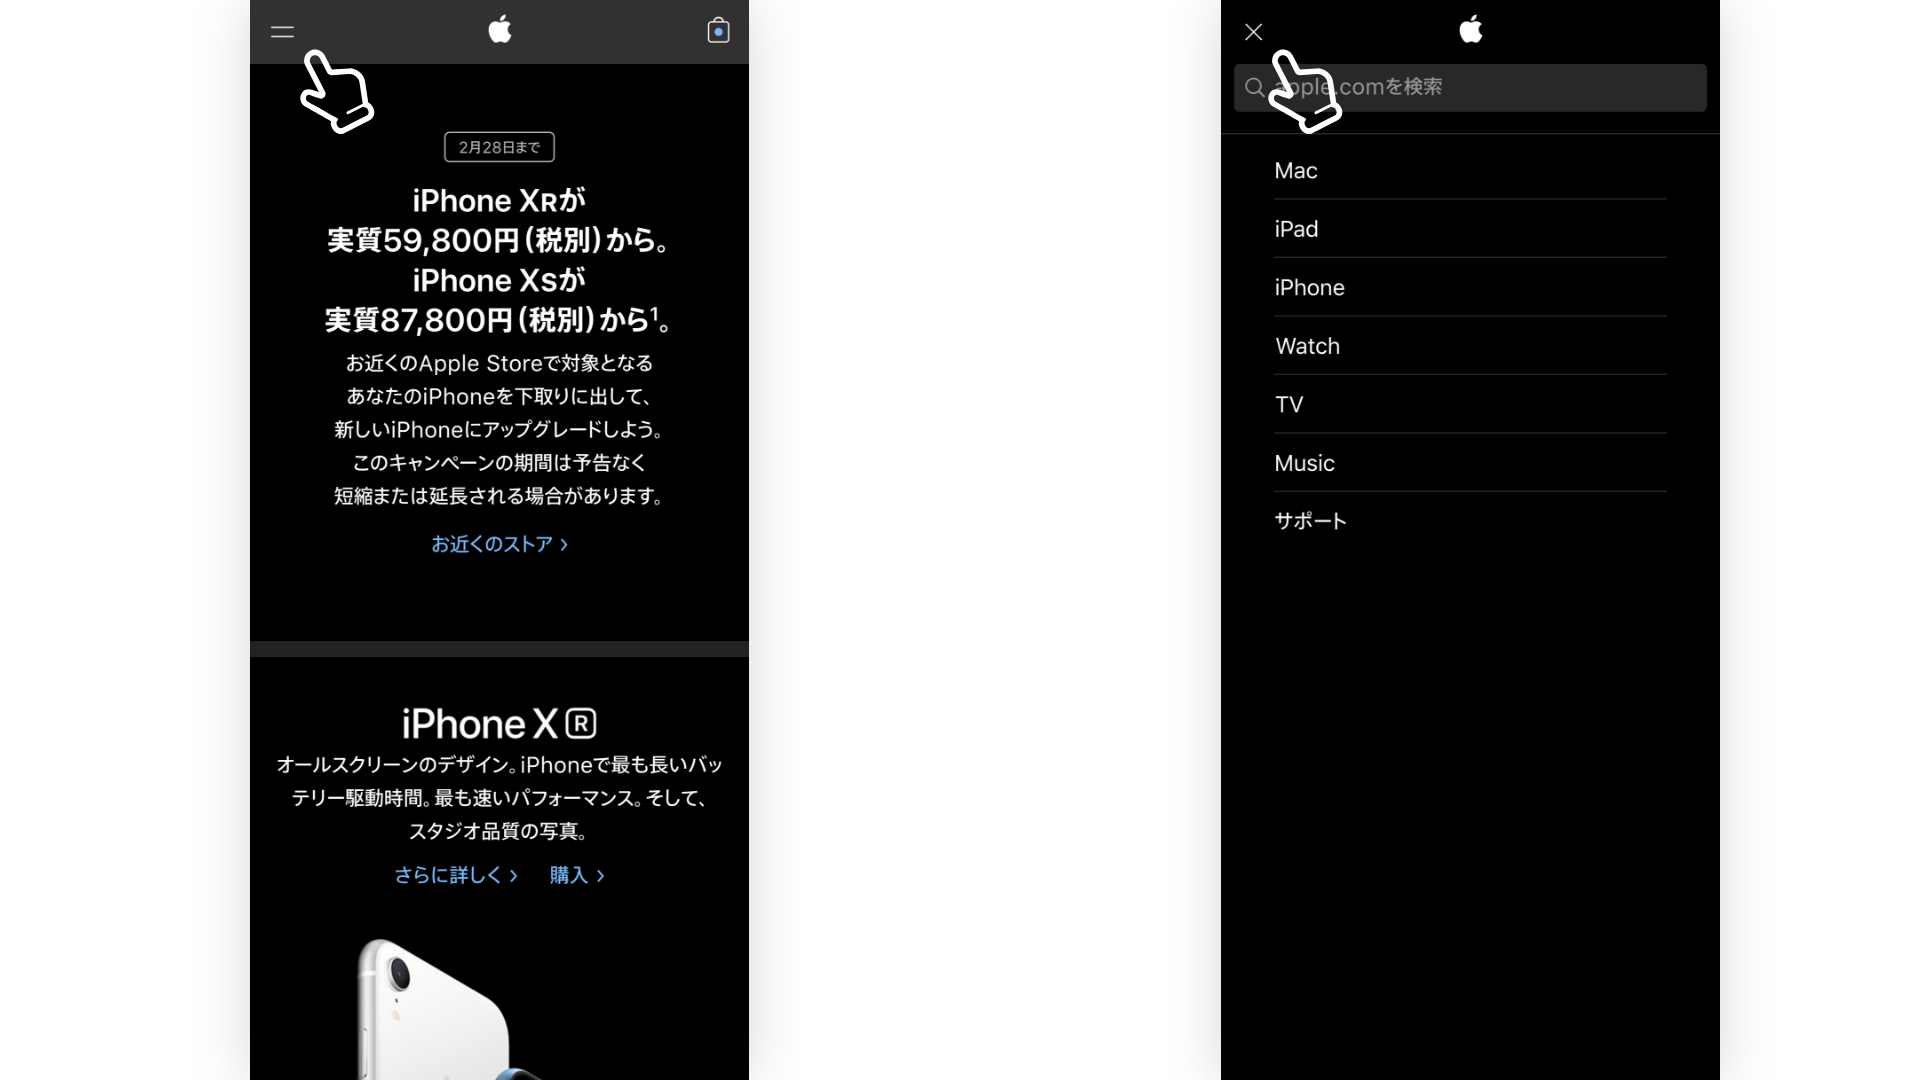 2月28日まで
iPhone XRが
実質59,800円（税別）から。
iPhone XSが
実質87,800円（税別）から¹。
お近くのApple Storeで対象となる
あなたのiPhoneを下取りに出して、
新しいiPhoneにアップグレードしよう。
このキャンペーンの期間は予告なく
短縮または延長される場合があります。
お近くのストア
iPhone XR
オールスクリーンのデザイン。iPhoneで最も長いバッ
テリー駆動時間。最も速いパフォーマンス。そして、
スタジオ品質の写真。
さらに詳しく 購入
apple.comを検索
Mac
iPad
iPhone
Watch
TV
Music
サポート